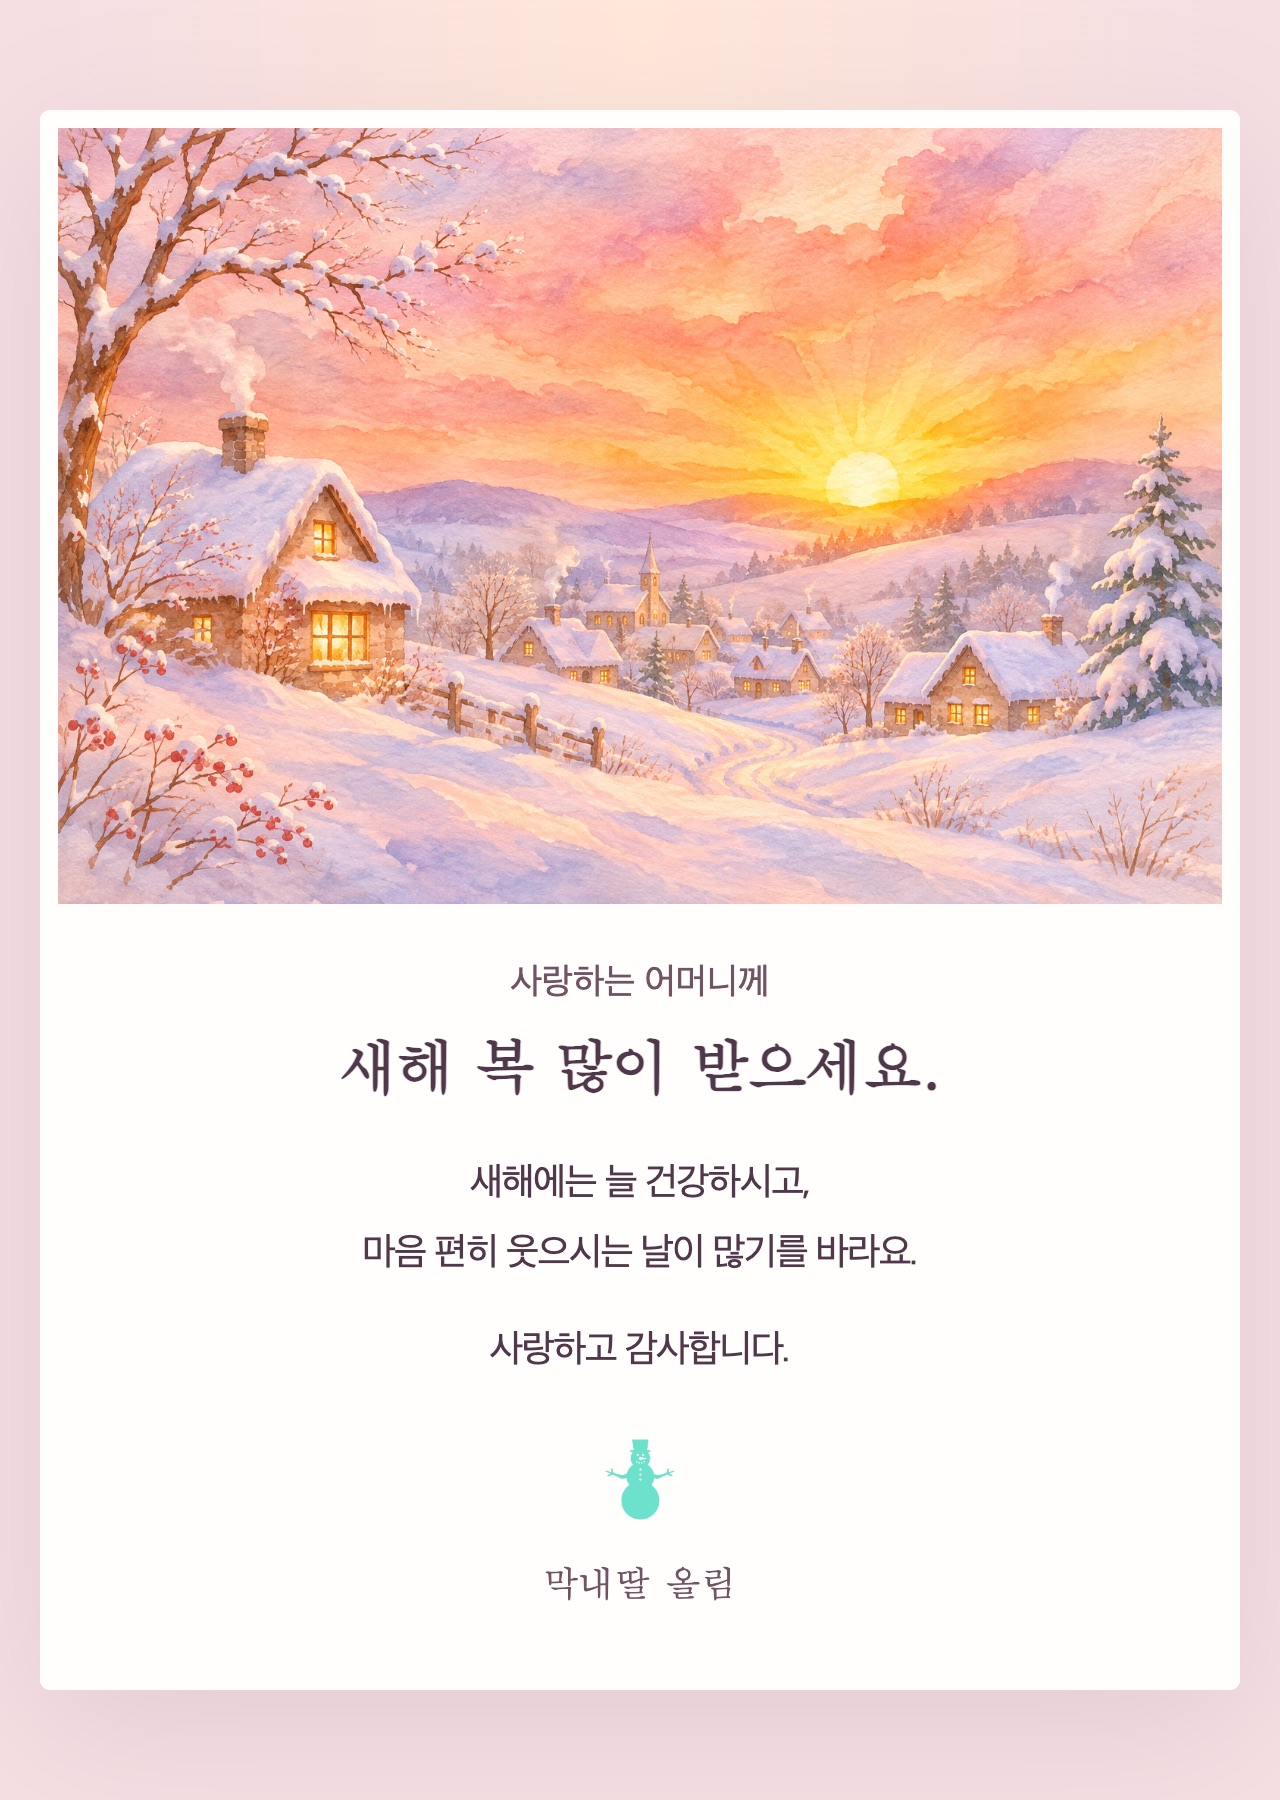 사랑하는 어머니께
새해 복 많이 받으세요.
새해에는 늘 건강하시고,
마음 편히 웃으시는 날이 많기를 바라요.
사랑하고 감사합니다.
막내딸 올림